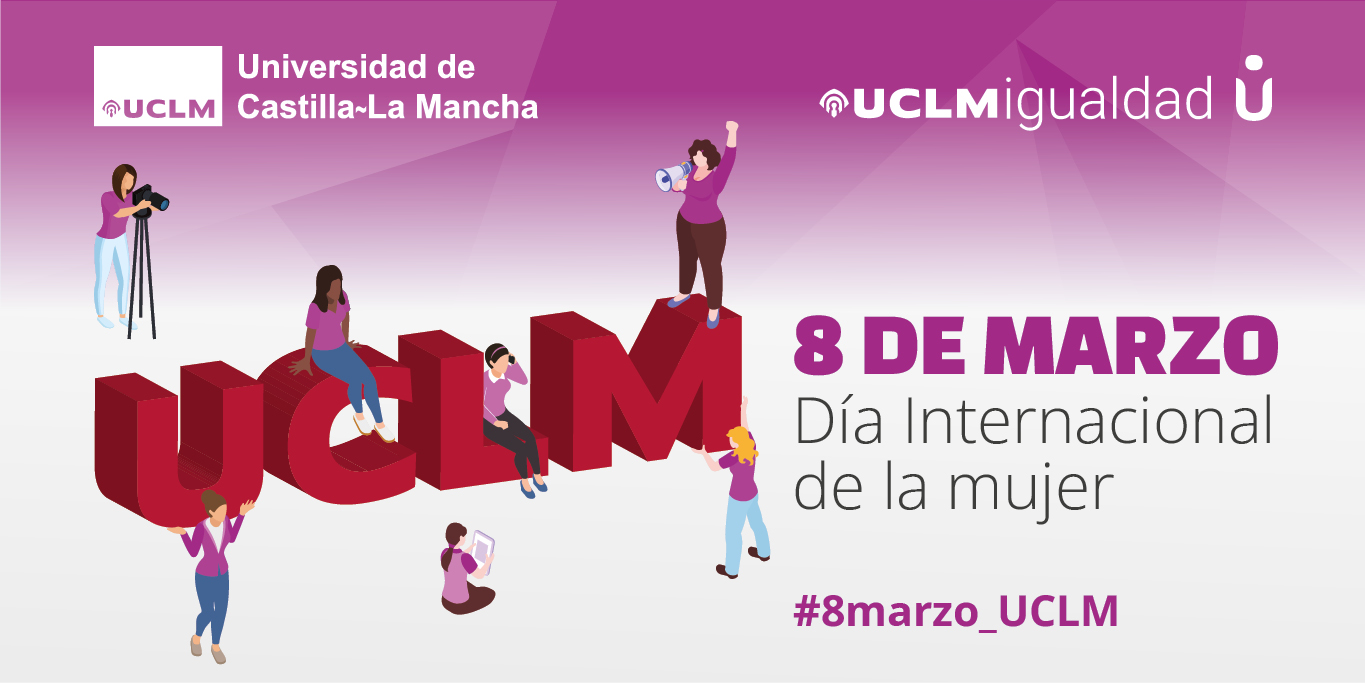 UCLM
Universidad de
Castilla~La Mancha
UCLMigualdad
UCLM
8 DE MARZO
Día Internacional
de la mujer
#8marzo_UCLM